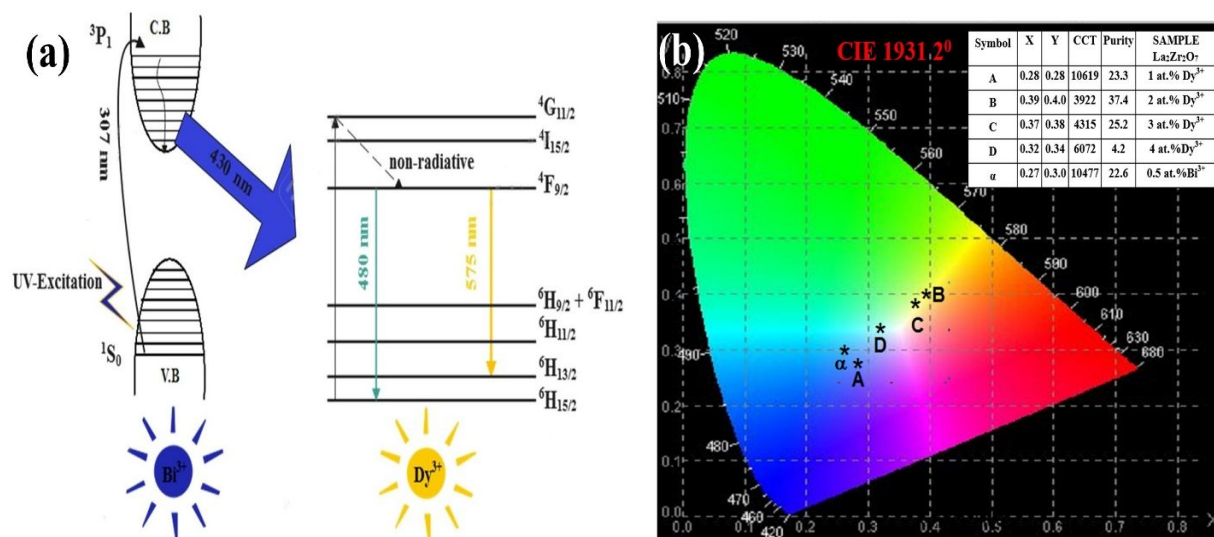 (a)
³P₁
C.B
307 nm
430 nm
UV-Excitation
¹S₀
V.B
Bi³⁺
⁴G₁₁/₂
⁴I₁₅/₂
non-radiative
⁴F₉/₂
480 nm
575 nm
⁶H₉/₂ + ⁶F₁₁/₂
⁶H₁₁/₂
⁶H₁₃/₂
⁶H₁₅/₂
Dy³⁺
(b)
CIE 1931 2⁰
Symbol X Y CCT Purity SAMPLE La₂Zr₂O₇
A 0.28 0.28 10619 23.3 1 at.% Dy³⁺
B 0.39 0.4.0 3922 37.4 2 at.% Dy³⁺
C 0.37 0.38 4315 25.2 3 at.% Dy³⁺
D 0.32 0.34 6072 4.2 4 at.%Dy³⁺
α 0.27 0.3.0 10477 22.6 0.5 at.%Bi³⁺
520
530
540
550
560
570
580
590
600
610
630
680
510
490
480
470
460
420
0.8
0.7
0.6
0.5
0.4
0.3
0.2
0.1
0.0
0.0 0.1 0.2 0.3 0.4 0.5 0.6 0.7 0.8
* B
* C
* D
* α
* A